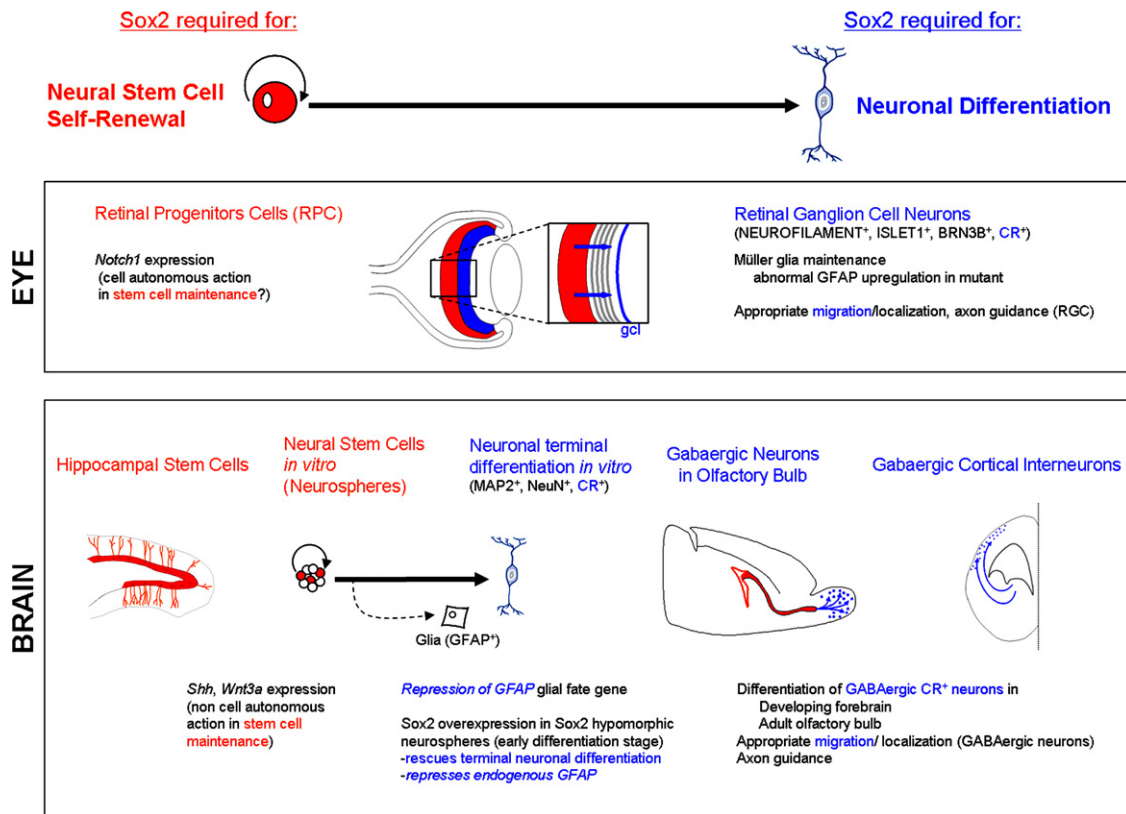 Sox2 required for:
Sox2 required for:
Neural Stem Cell
Self-Renewal
Neuronal Differentiation
EYE
Retinal Progenitors Cells (RPC)
Notch1 expression
(cell autonomous action
in stem cell maintenance?)
gcl
Retinal Ganglion Cell Neurons
(NEUROFILAMENT⁺, ISLET1⁺, BRN3B⁺, CR⁺)
Müller glia maintenance
abnormal GFAP upregulation in mutant
Appropriate migration/localization, axon guidance (RGC)
BRAIN
Hippocampal Stem Cells
Neural Stem Cells
in vitro
(Neurospheres)
Neuronal terminal
differentiation in vitro
(MAP2⁺, NeuN⁺, CR⁺)
Gabaergic Neurons
in Olfactory Bulb
Gabaergic Cortical Interneurons
Glia (GFAP⁺)
Shh, Wnt3a expression
(non cell autonomous
action in stem cell
maintenance)
Repression of GFAP glial fate gene
Sox2 overexpression in Sox2 hypomorphic
neurospheres (early differentiation stage)
-rescues terminal neuronal differentiation
-represses endogenous GFAP
Differentiation of GABAergic CR⁺ neurons in
Developing forebrain
Adult olfactory bulb
Appropriate migration/ localization (GABAergic neurons)
Axon guidance